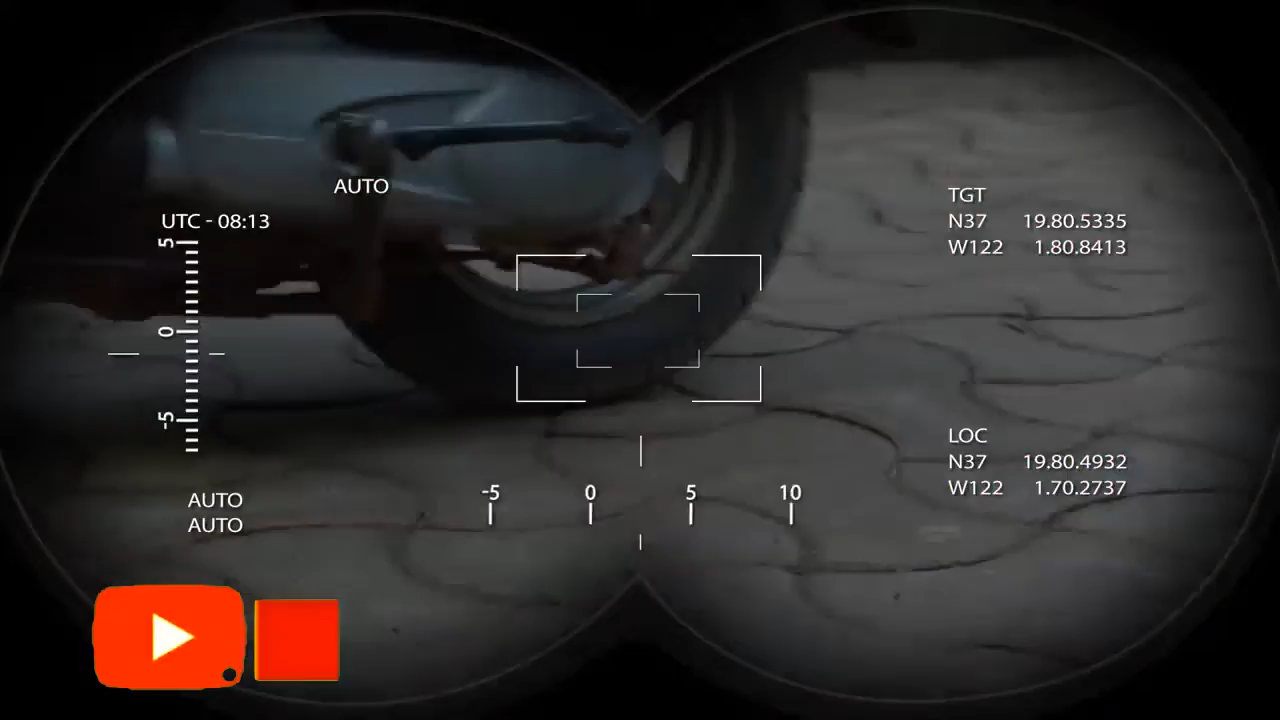 AUTO
UTC - 08:13
5
0
-5
TGT
N37 19.80.5335
W122 1.80.8413
LOC
N37 19.80.4932
W122 1.70.2737
-5 0 5 10
AUTO
AUTO